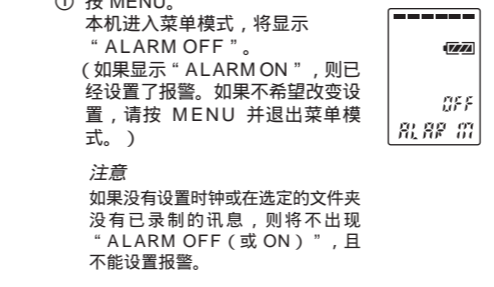 ① 按 MENU。
本机进入菜单模式，将显示
“ALARM OFF”。
（如果显示“ALARM ON”，则已
经设置了报警。如果不希望改变设
置，请按 MENU 并退出菜单模
式。）
注意
如果没有设置时钟或在选定的文件夹
没有已录制的讯息，则将不出现
“ALARM OFF（或 ON）”，且
不能设置报警。
OFF
ALARM